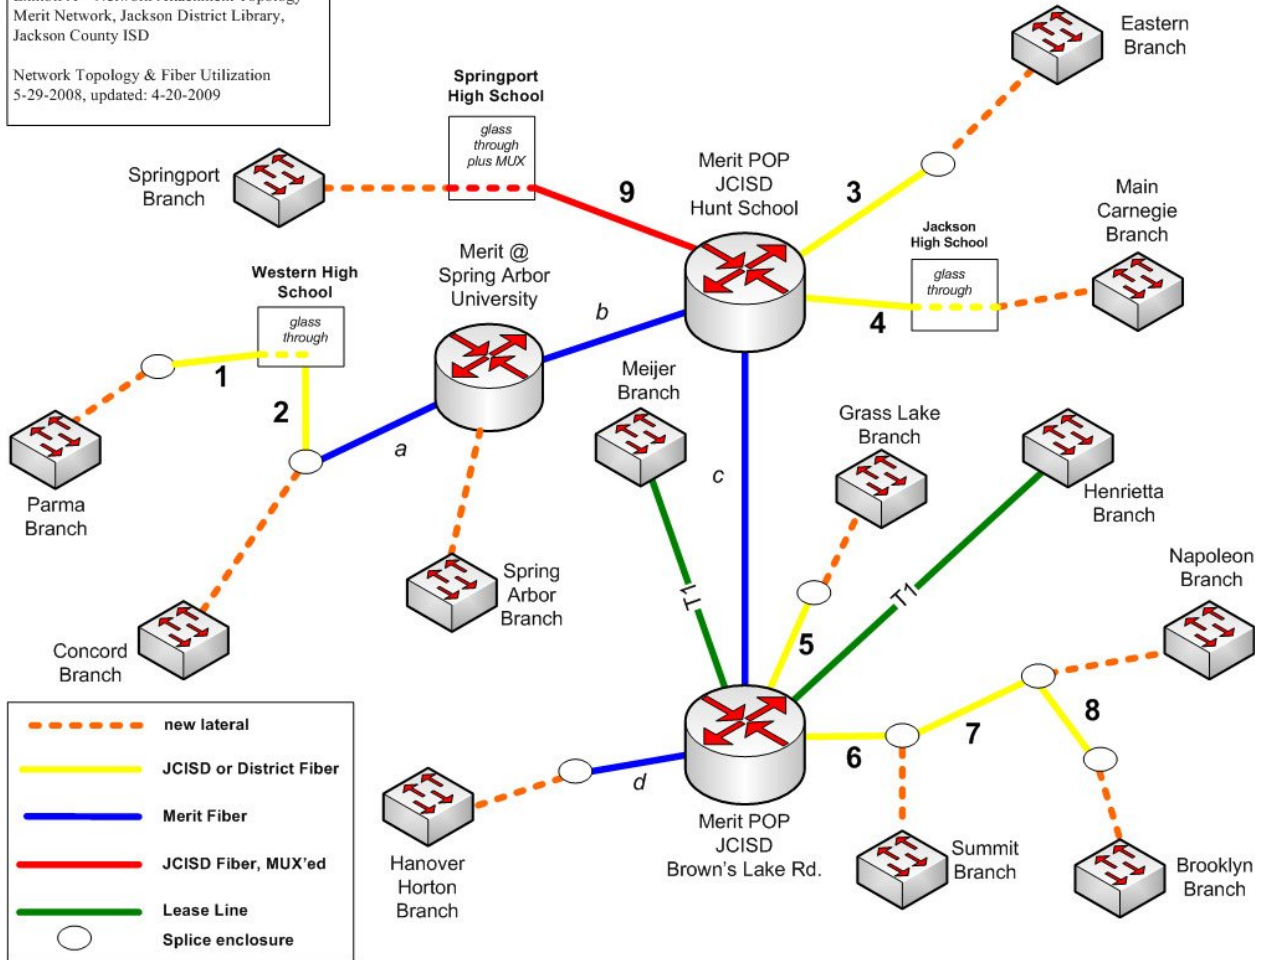 Merit Network, Jackson District Library,
Jackson County ISD
Network Topology & Fiber Utilization
5-29-2008, updated: 4-20-2009
Springport
High School
glass
through
plus MUX
Springport
Branch
9
Merit POP
JCISD
Hunt School
3
Eastern
Branch
Main
Carnegie
Branch
Jackson
High School
glass
through
4
Merit @
Spring Arbor
University
b
Western High
School
glass
through
1
2
a
Parma
Branch
Concord
Branch
Spring
Arbor
Branch
Meijer
Branch
c
Grass Lake
Branch
Henrietta
Branch
T1
T1
5
Napoleon
Branch
6
7
8
d
Hanover
Horton
Branch
Merit POP
JCISD
Brown's Lake Rd.
Summit
Branch
Brooklyn
Branch
new lateral
JCISD or District Fiber
Merit Fiber
JCISD Fiber, MUX'ed
Lease Line
Splice enclosure